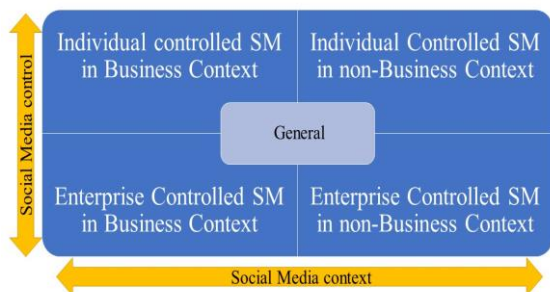 Individual controlled SM
in Business Context
Individual Controlled SM
in non-Business Context
General
Enterprise Controlled SM
in Business Context
Enterprise Controlled SM
in non-Business Context
Social Media control
Social Media context